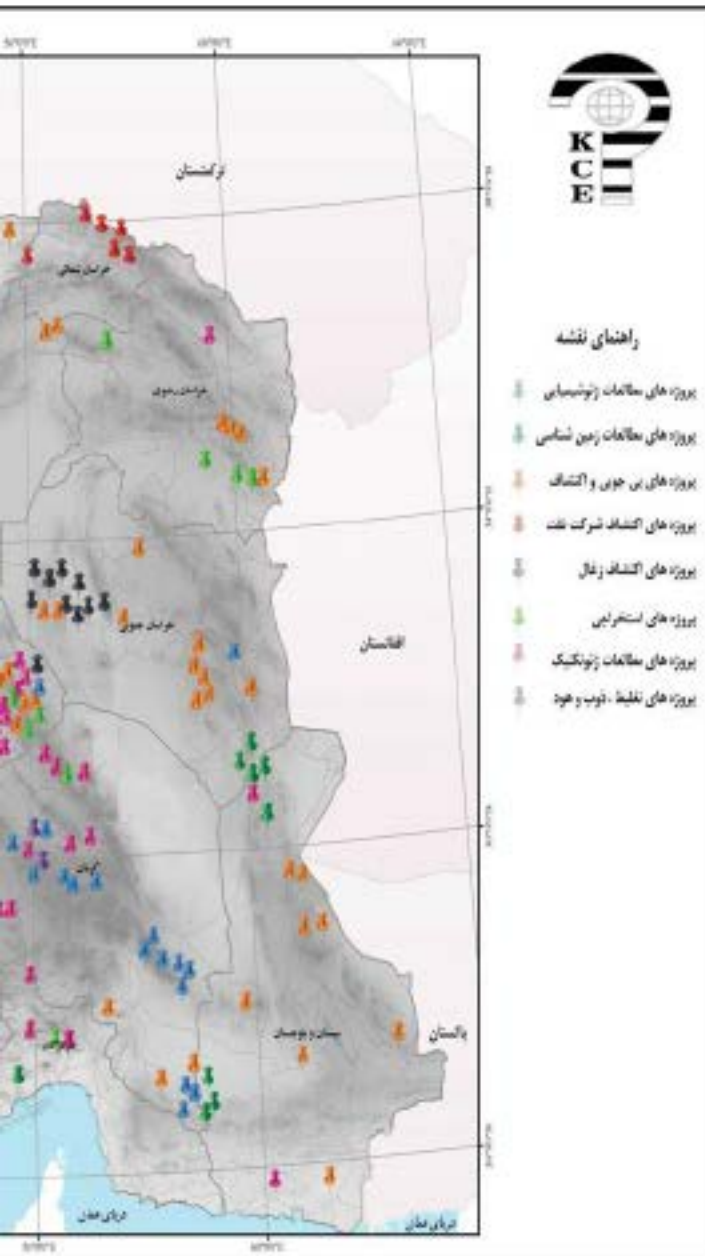 K
C
E
ترکمنستان
خراسان شمالی
خراسان رضوی
خراسان جنوبی
افغانستان
کرمان
سیستان و بلوچستان
پاکستان
دریای عمان
دریای عمان
راهنمای نقشه
پروژه های مطالعات ژئوشیمیایی
پروژه های مطالعات زمین شناسی
پروژه های پی جویی و اکتشاف
پروژه های اکتشاف شرکت نفت
پروژه های اکتشاف زغال
پروژه های استخراجی
پروژه های مطالعات ژئوتکنیک
پروژه های تغلیظ ، ذوب و هود